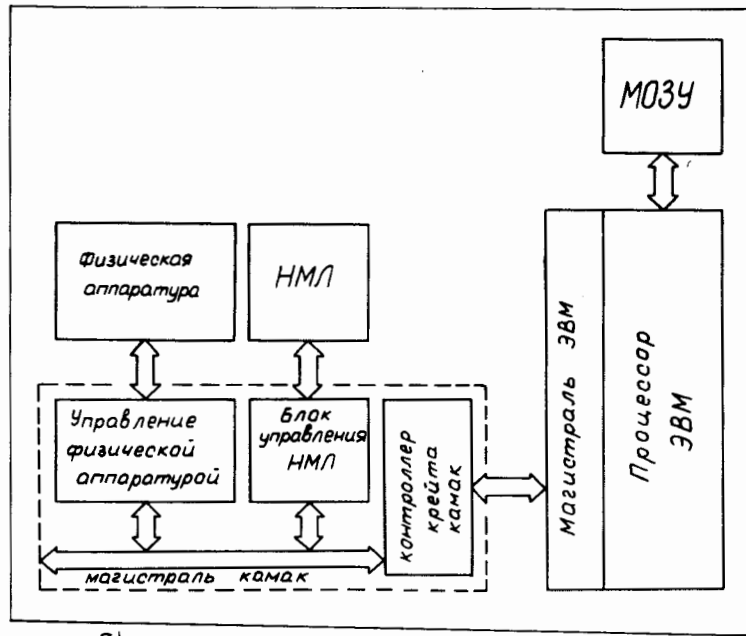 МОЗУ
Физическая
аппаратура
НМЛ
Управление
физической
аппаратурой
Блок
управления
НМЛ
контроллер
крейта
камак
магистраль камак
Магистраль ЭВМ
Процессор
ЭВМ